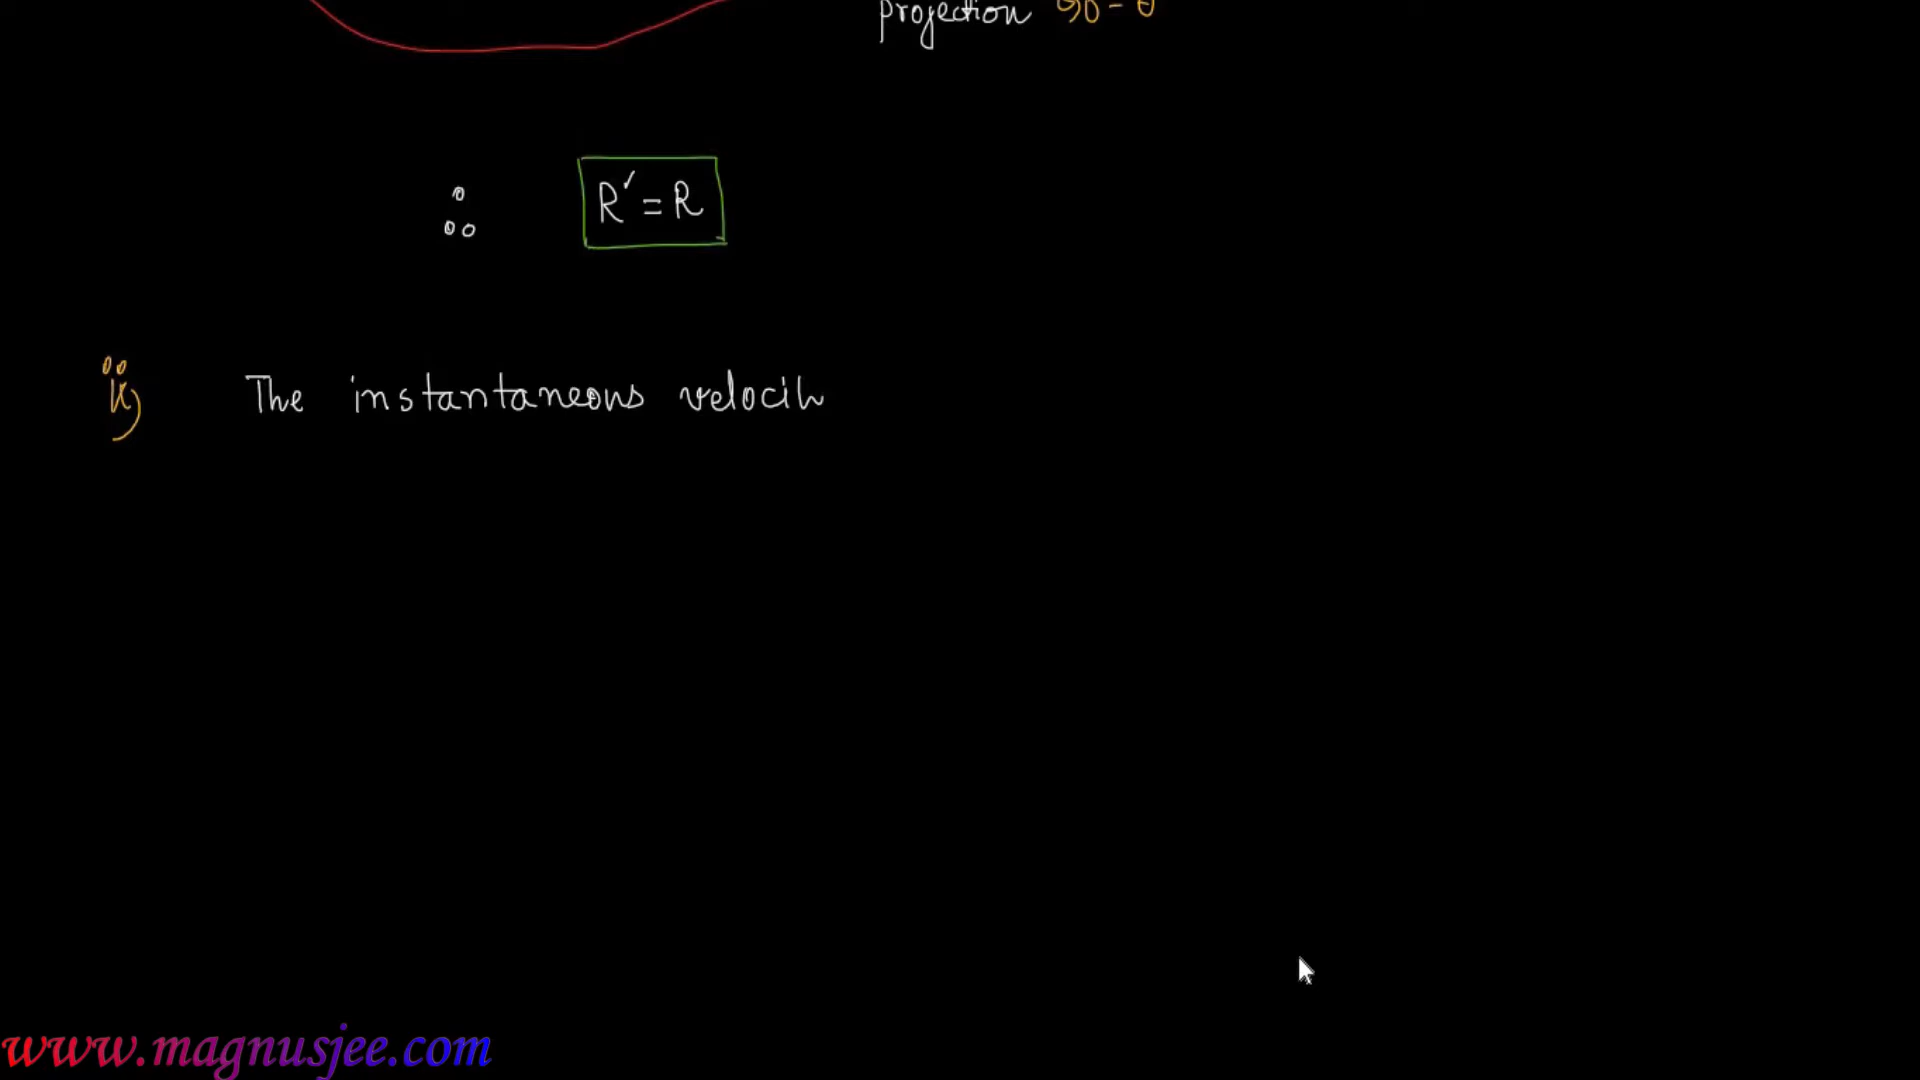 projection 90 - θ
∴ R' = R
ii) The instantaneous velocit
www.magnusjee.com